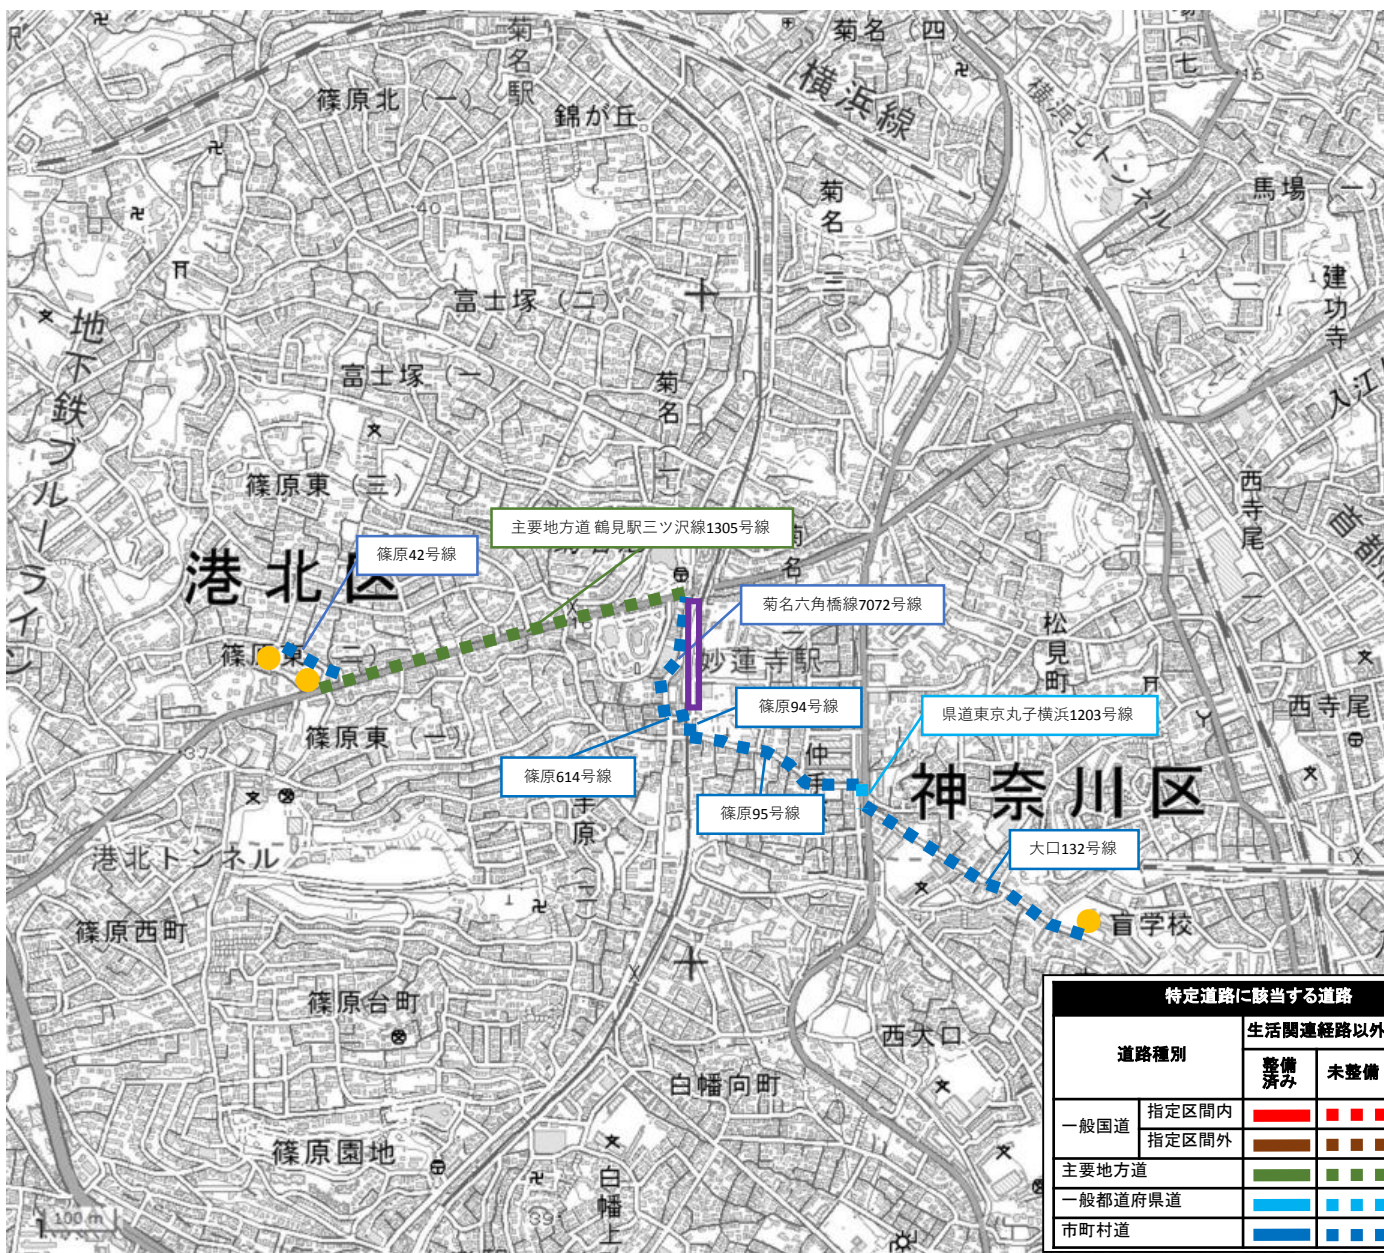 菊名駅
菊名（四）
篠原北（一）
錦が丘
横浜線
横浜北トンネル
（七）
15
馬場（一）
菊名（三）
40
建功寺
富士塚（二）
地下鉄ブルーライン
富士塚（一）
菊名（一）
入江
篠原東（三）
西寺尾（一）
首都
主要地方道 鶴見駅三ツ沢線1305号線
篠原42号線
港北区
菊名六角橋線7072号線
松見町
妙蓮寺駅
西寺尾
篠原94号線
県道東京丸子横浜1203号線
篠原東（一）
篠原614号線
篠原95号線
神奈川区
港北トンネル
大口132号線
篠原西町
盲学校
篠原台町
西大口
白幡向町
篠原園地
白幡上
100 m
特定道路に該当する道路
道路種別
生活関連経路以外
整備済み
未整備
一般国道
指定区間内
指定区間外
主要地方道
一般都道府県道
市町村道